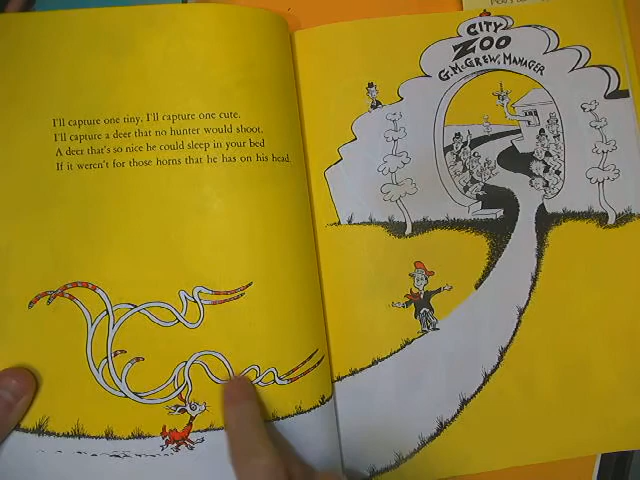 I'll capture one tiny, I'll capture one cute.
I'll capture a deer that no hunter would shoot.
A deer that's so nice he could sleep in your bed
If it weren't for those horns that he has on his head.
CITY
ZOO
G. McGREW, MANAGER